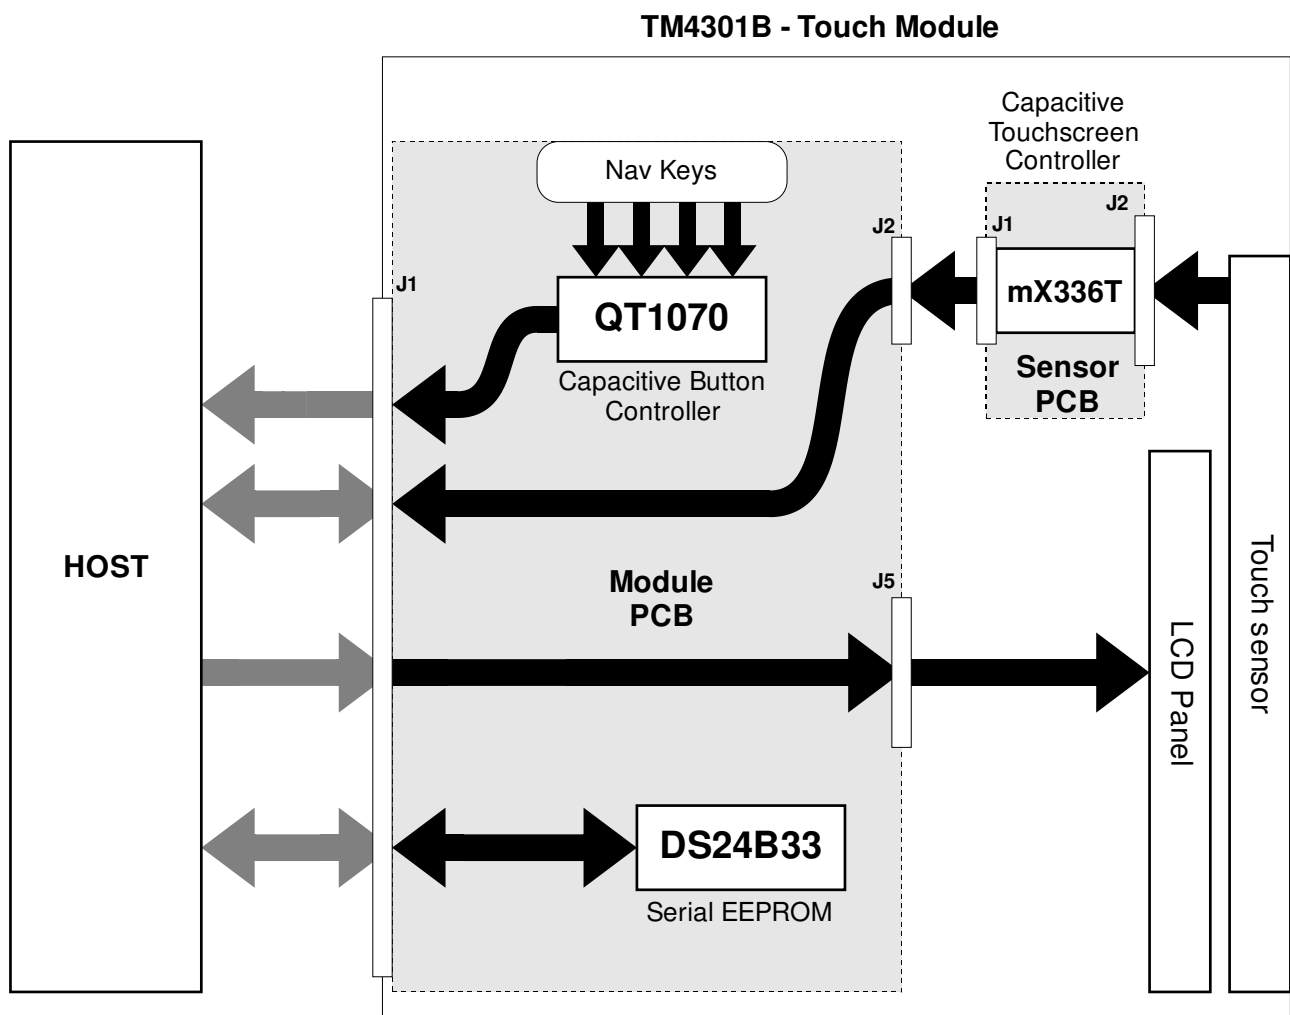 TM4301B - Touch Module
Capacitive
Touchscreen
Controller
Nav Keys
J2
J2
J1
J1
mX336T
QT1070
Sensor
PCB
Capacitive Button
Controller
HOST
Module
PCB
J5
Touch sensor
LCD Panel
DS24B33
Serial EEPROM